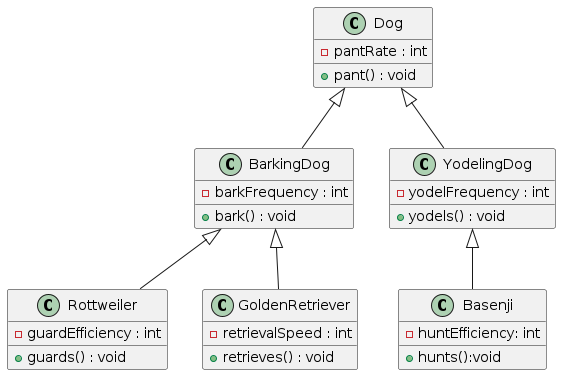 Dog
pantRate : int
pant() : void
BarkingDog
barkFrequency : int
bark() : void
YodelingDog
yodelFrequency : int
yodels() : void
Rottweiler
guardEfficiency : int
guards() : void
GoldenRetriever
retrievalSpeed : int
retrieves() : void
Basenji
huntEfficiency: int
hunts():void